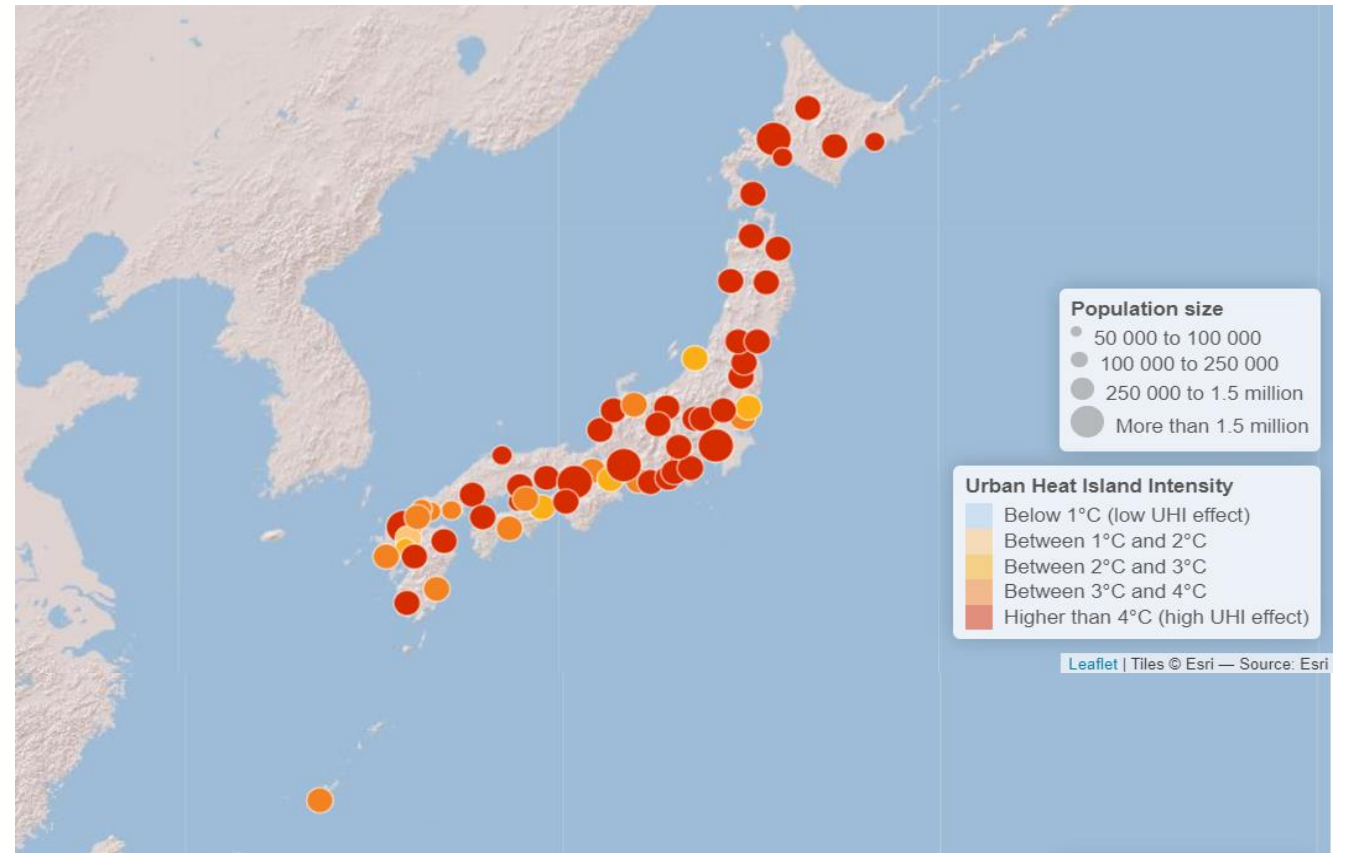 Population size
50 000 to 100 000
100 000 to 250 000
250 000 to 1.5 million
More than 1.5 million
Urban Heat Island Intensity
Below 1°C (low UHI effect)
Between 1°C and 2°C
Between 2°C and 3°C
Between 3°C and 4°C
Higher than 4°C (high UHI effect)
Leaflet | Tiles © Esri — Source: Esri